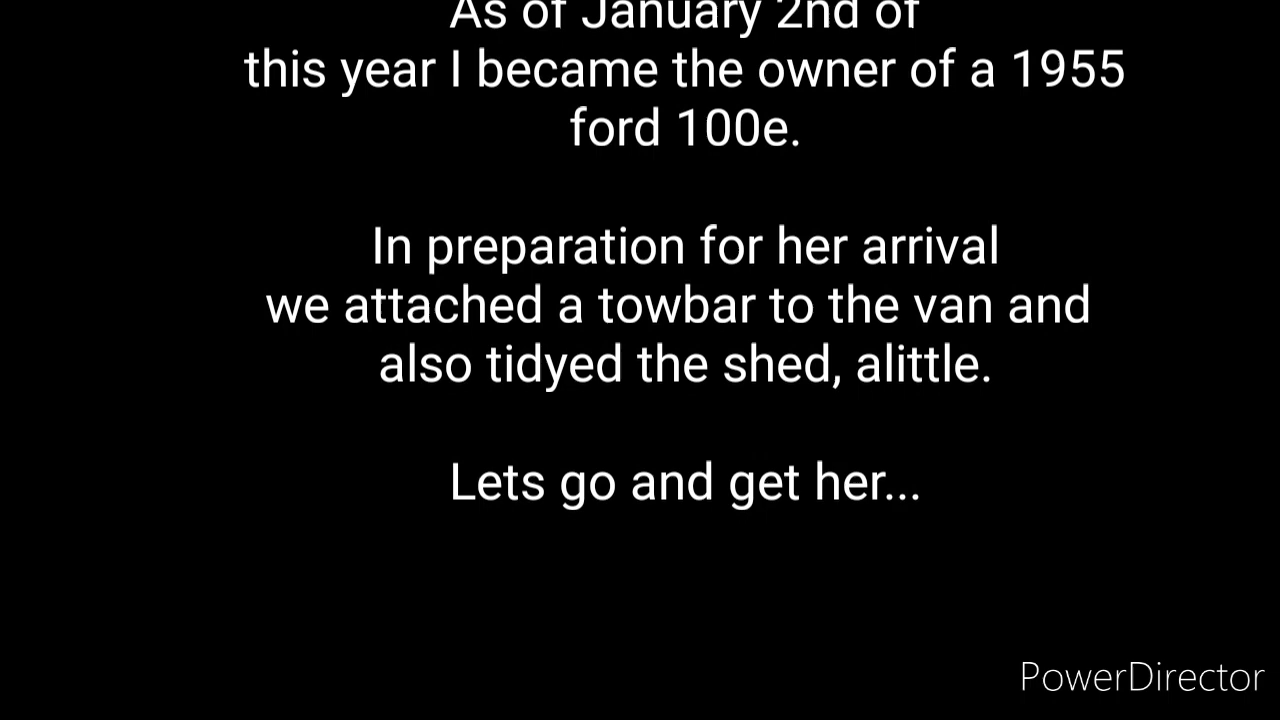 As of January 2nd of
this year I became the owner of a 1955
ford 100e.
In preparation for her arrival
we attached a towbar to the van and
also tidyed the shed, alittle.
Lets go and get her...
PowerDirector